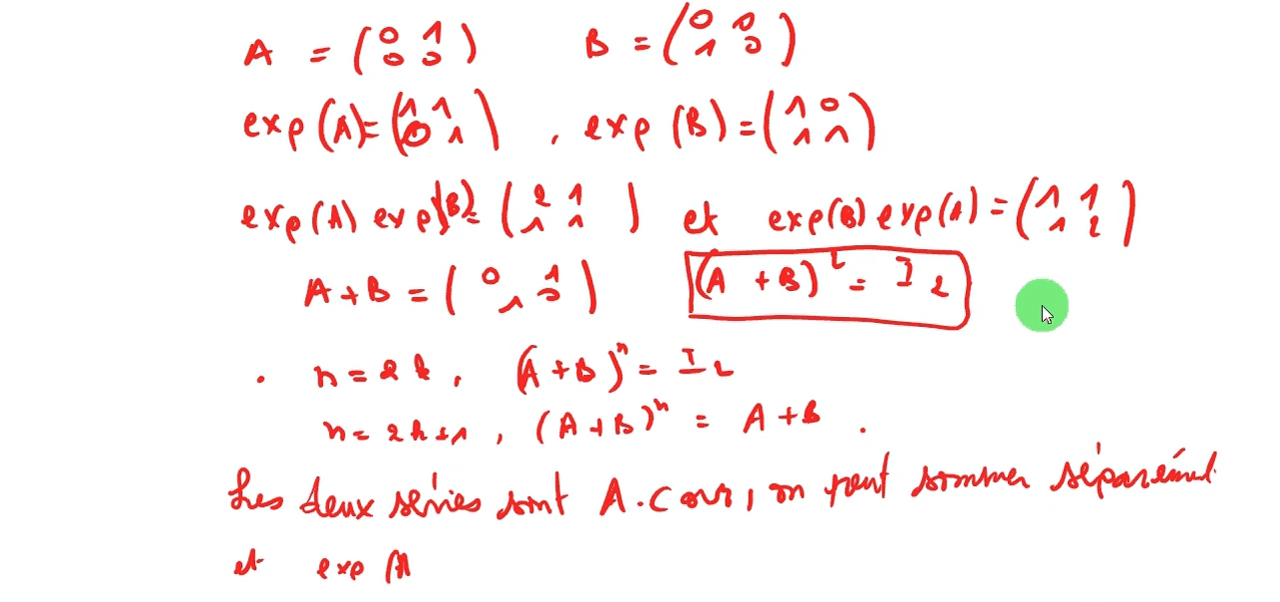 A = (0 1 0 0) B = (0 0 1 0)
exp(A) = (1 1 0 1), exp(B) = (1 0 1 1)
exp(A) exp(B) = (2 1 1 1) et exp(B) exp(A) = (1 1 1 2)
A + B = (0 1 1 0) (A + B)² = I₂
. n = 2k, (A + B)ⁿ = I₂
n = 2k+1, (A + B)ⁿ = A + B.
Les deux séries sont A.Conv, on peut sommer séparément
et exp (A